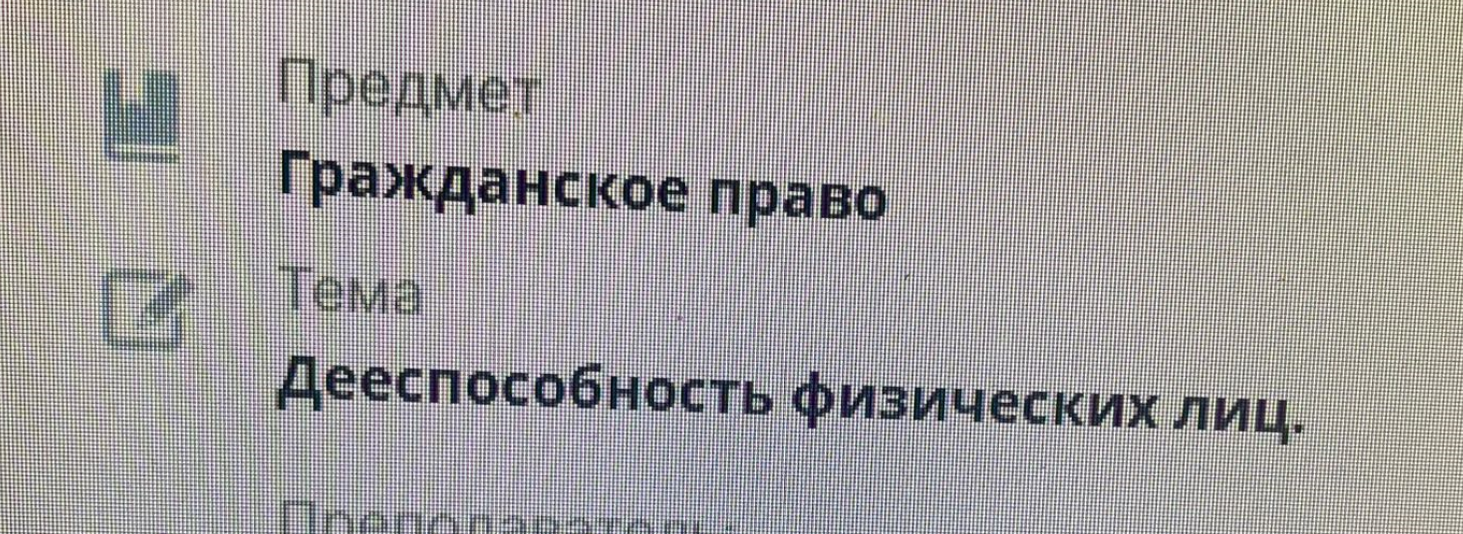 Предмет
Гражданское право
Тема
Дееспособность физических лиц.